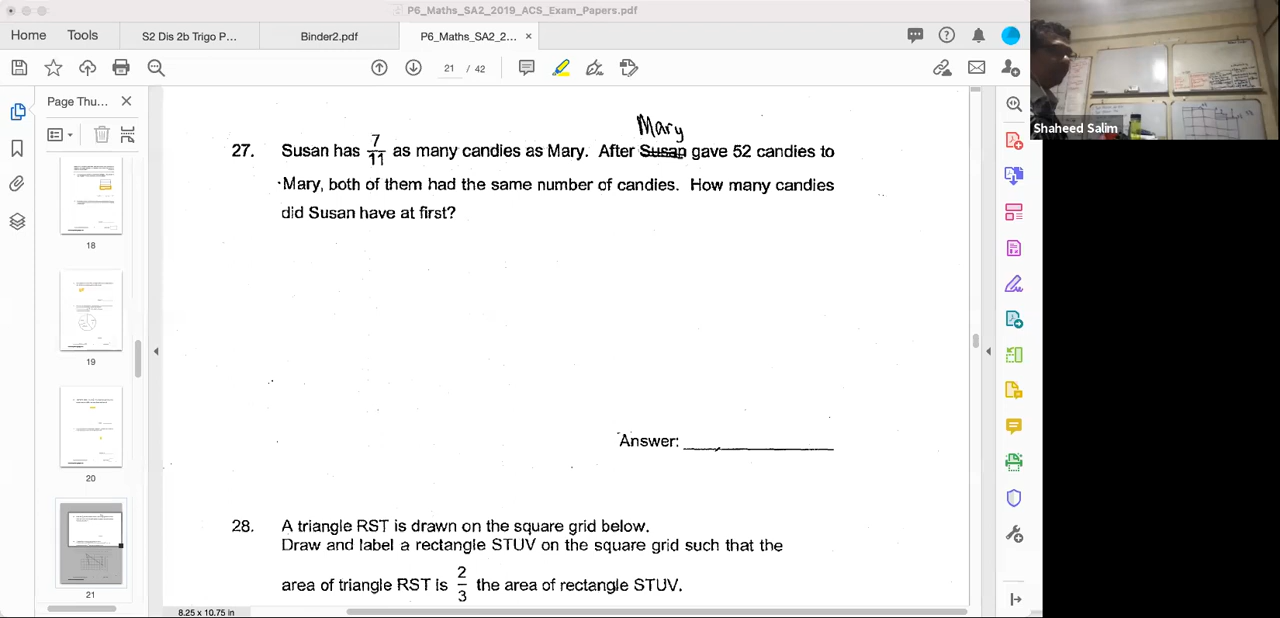 P6_Maths_SA2_2019_ACS_Exam_Papers.pdf
Home Tools S2 Dis 2b Trigo P... Binder2.pdf P6_Maths_SA2_2... ×
21 / 42
Page Thu... ×
18
19
20
21
Mary
27. Susan has 7/11 as many candies as Mary. After Susan gave 52 candies to
Mary, both of them had the same number of candies. How many candies
did Susan have at first?
Answer:
28. A triangle RST is drawn on the square grid below.
Draw and label a rectangle STUV on the square grid such that the
area of triangle RST is 2/3 the area of rectangle STUV.
8.25 x 10.75 in
Shaheed Salim